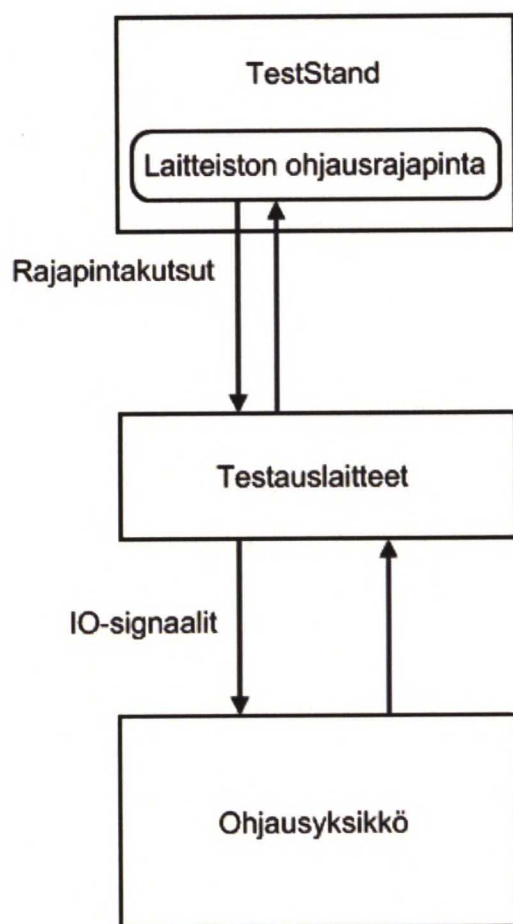 TestStand
Laitteiston ohjausrajapinta
Rajapintakutsut
Testauslaitteet
IO-signaalit
Ohjausyksikkö